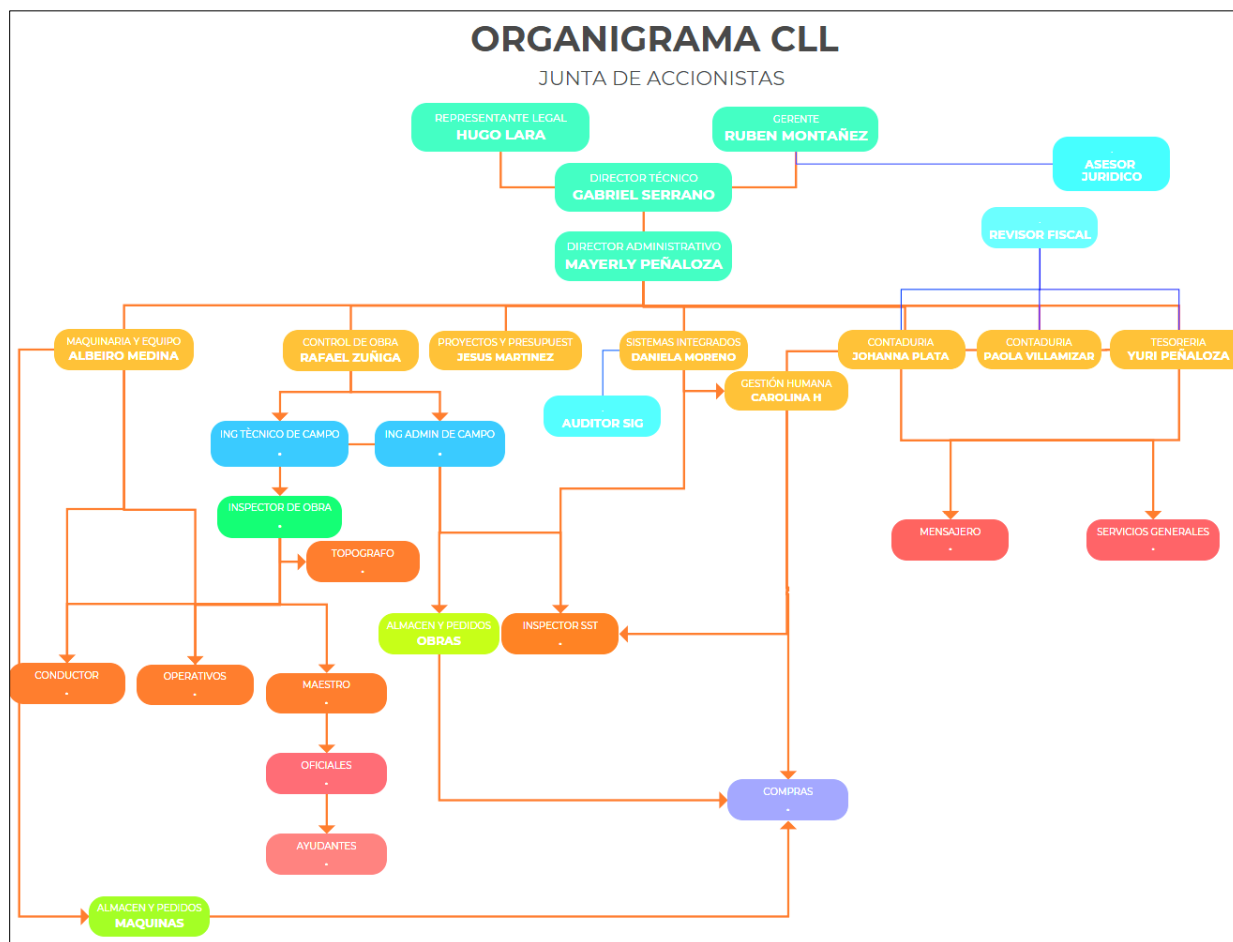 ORGANIGRAMA CLL
JUNTA DE ACCIONISTAS
REPRESENTANTE LEGAL
HUGO LARA
GERENTE
RUBEN MONTAÑEZ
ASESOR
JURIDICO
DIRECTOR TÉCNICO
GABRIEL SERRANO
REVISOR FISCAL
DIRECTOR ADMINISTRATIVO
MAYERLY PEÑALOZA
MAQUINARIA Y EQUIPO
ALBEIRO MEDINA
CONTROL DE OBRA
RAFAEL ZUÑIGA
PROYECTOS Y PRESUPUEST
JESUS MARTINEZ
SISTEMAS INTEGRADOS
DANIELA MORENO
CONTADURIA
JOHANNA PLATA
CONTADURIA
PAOLA VILLAMIZAR
TESORERIA
YURI PEÑALOZA
GESTIÓN HUMANA
CAROLINA H
AUDITOR SIG
ING TÈCNICO DE CAMPO
-
ING ADMIN DE CAMPO
-
INSPECTOR DE OBRA
-
MENSAJERO
-
SERVICIOS GENERALES
-
TOPOGRAFO
-
ALMACEN Y PEDIDOS
OBRAS
INSPECTOR SST
-
CONDUCTOR
-
OPERATIVOS
-
MAESTRO
-
OFICIALES
-
COMPRAS
-
AYUDANTES
-
ALMACEN Y PEDIDOS
MAQUINAS